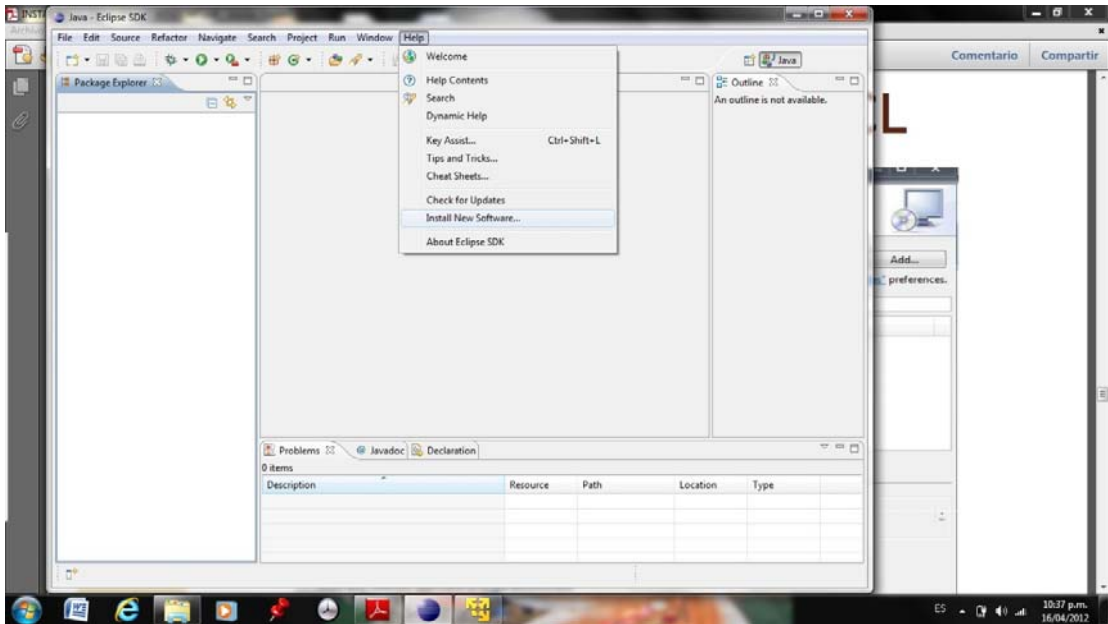 INST
Java - Eclipse SDK
File Edit Source Refactor Navigate Search Project Run Window Help
Comentario Compartir
Java
Package Explorer
Welcome
Help Contents
Search
Dynamic Help
Key Assist... Ctrl+Shift+L
Tips and Tricks...
Cheat Sheets...
Check for Updates
Install New Software...
About Eclipse SDK
Outline
An outline is not available.
CL
Add...
preferences.
Problems Javadoc Declaration
0 items
Description Resource Path Location Type
ES
10:37 p.m.
16/04/2012